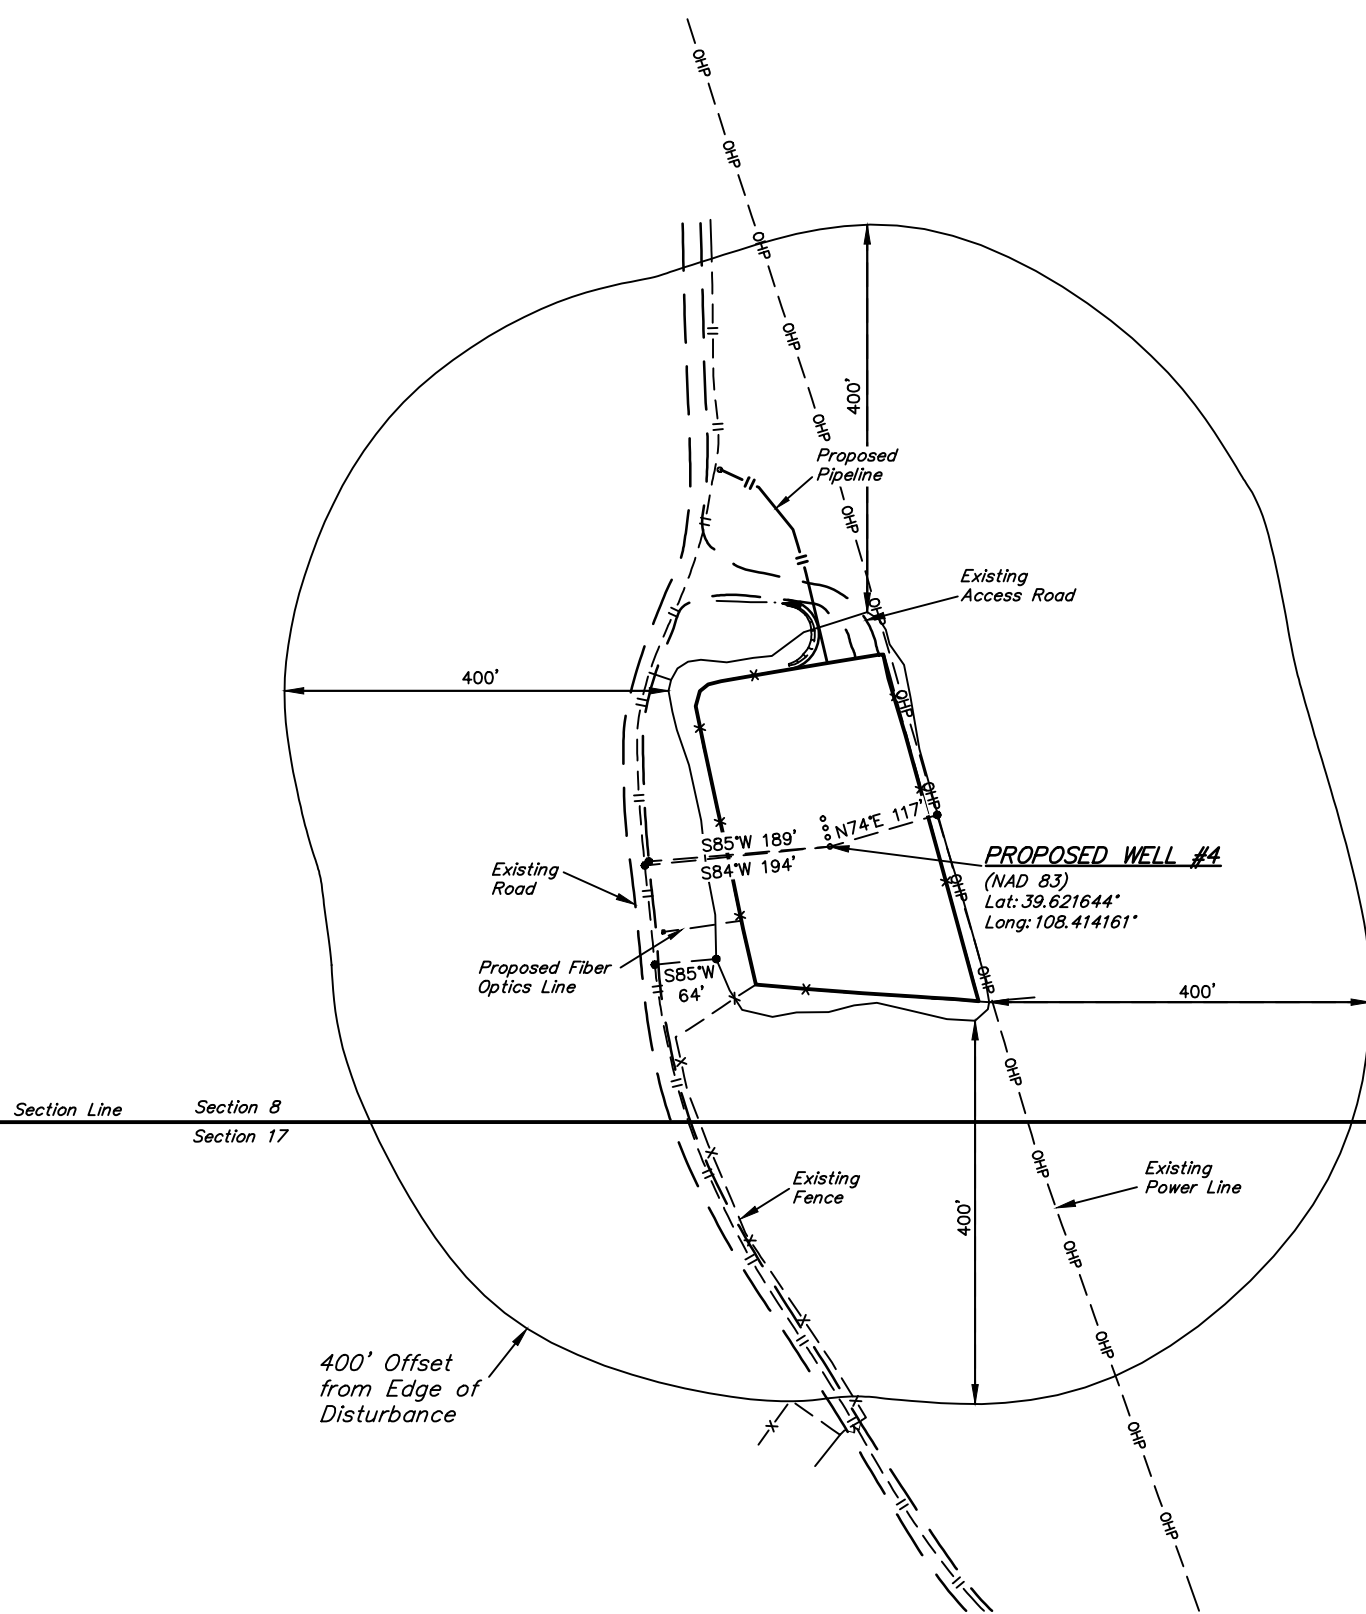 OHP
OHP
OHP
OHP
400'
OHP
Proposed
Pipeline
OHP
Existing
Access Road
OHP
400'
OHP
OHP
N74°E 117'
S85°W 189'
S84°W 194'
PROPOSED WELL #4
(NAD 83)
Lat: 39.621644°
Long: 108.414161°
Existing
Road
OHP
Proposed Fiber
Optics Line
S85°W
64'
OHP
400'
OHP
Section Line
Section 8
Section 17
OHP
Existing
Power Line
Existing
Fence
400'
OHP
OHP
400' Offset
from Edge of
Disturbance
OHP
OHP